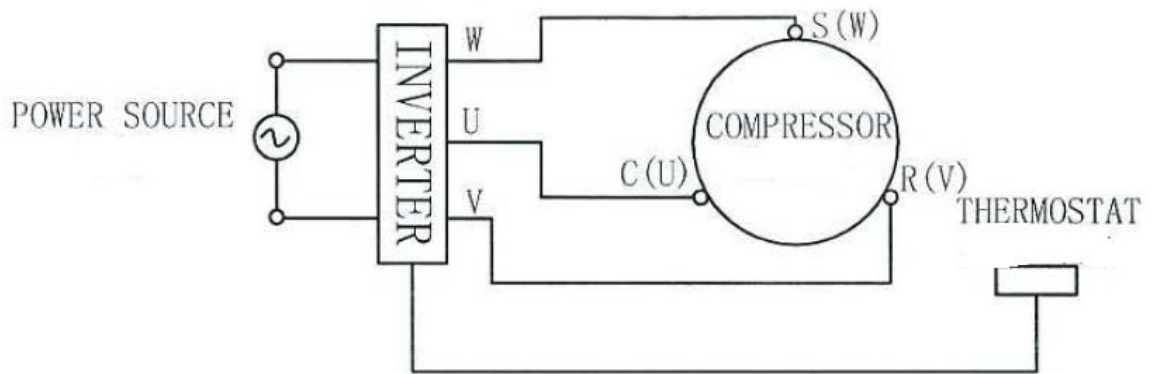 W
S(W)
INVERTER
POWER SOURCE
U
COMPRESSOR
C(U)
R(V)
V
THERMOSTAT